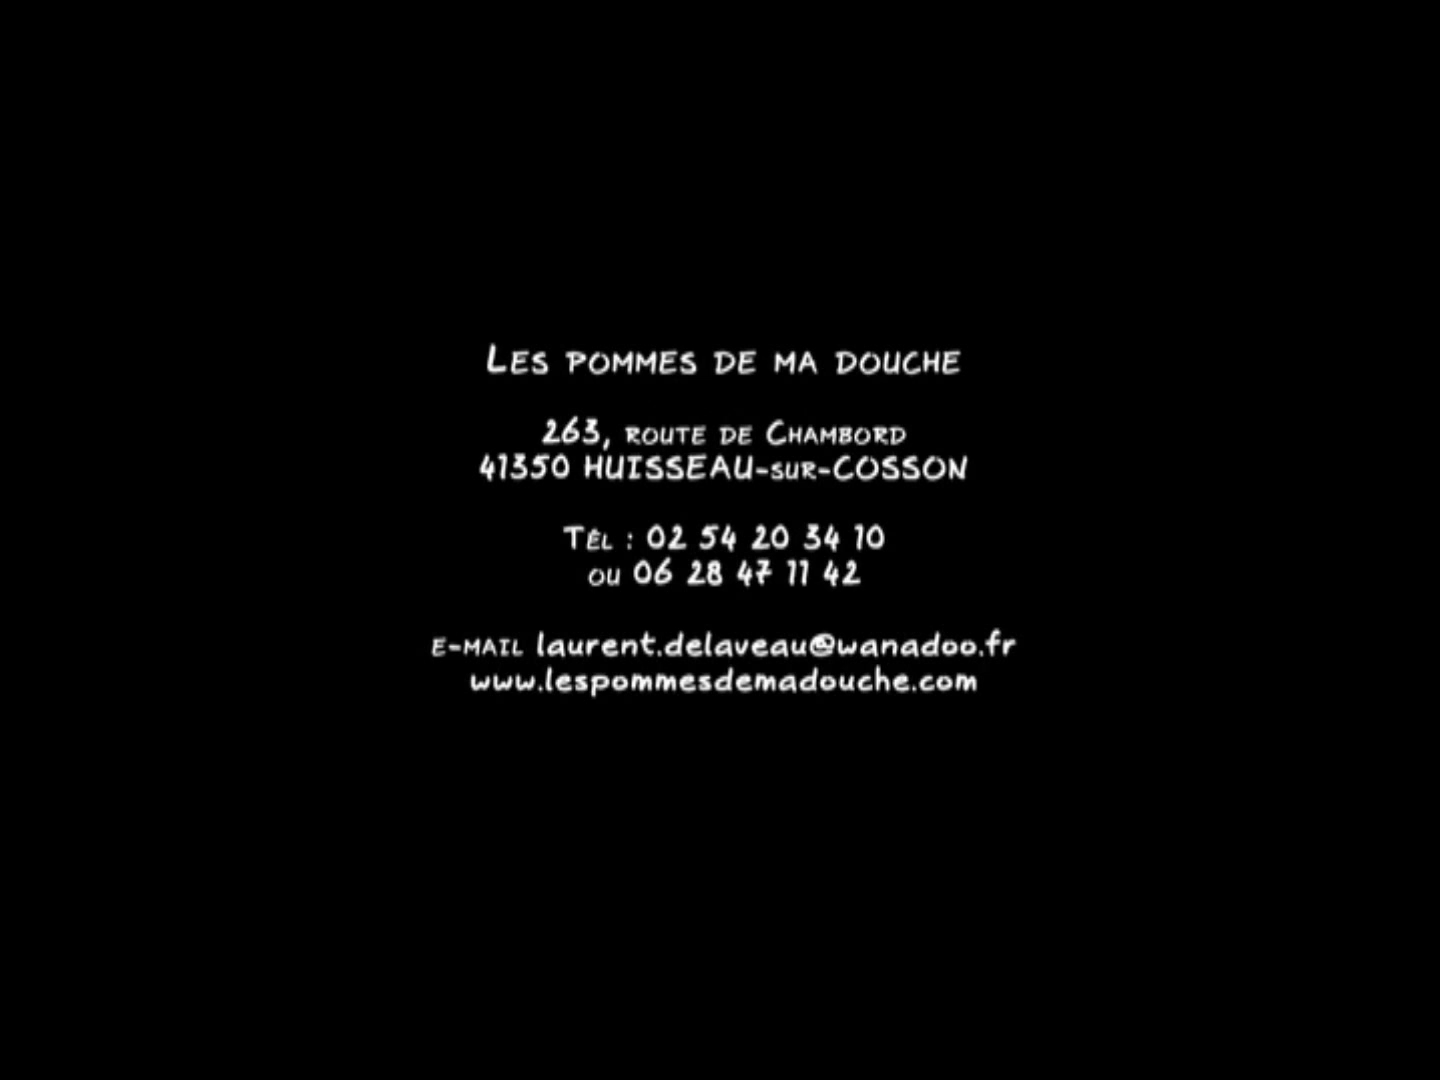 Les pommes de ma douche
263, route de Chambord
41350 HUISSEAU-sur-COSSON
Tél : 02 54 20 34 10
ou 06 28 47 11 42
e-mail laurent.delaveau@wanadoo.fr
www.lespommesdemadouche.com